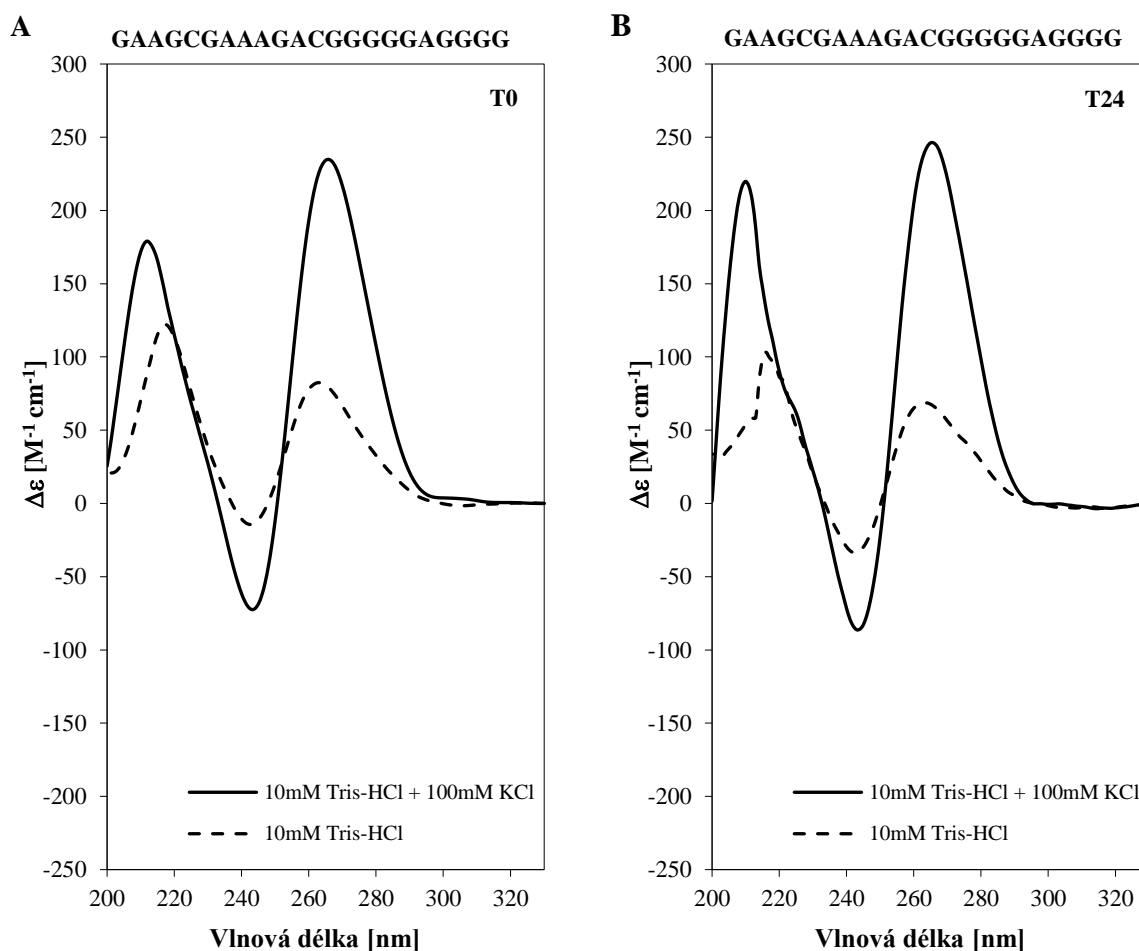 A
GAAGCGAAAGACGGGGGAGGGG
T0
300
250
200
150
100
50
0
-50
-100
-150
-200
-250
Δε [M-1 cm-1]
10mM Tris-HCl + 100mM KCl
10mM Tris-HCl
200 220 240 260 280 300 320
Vlnová délka [nm]
B
GAAGCGAAAGACGGGGGAGGGG
T24
300
250
200
150
100
50
0
-50
-100
-150
-200
-250
Δε [M-1 cm-1]
10mM Tris-HCl + 100mM KCl
10mM Tris-HCl
200 220 240 260 280 300 320
Vlnová délka [nm]